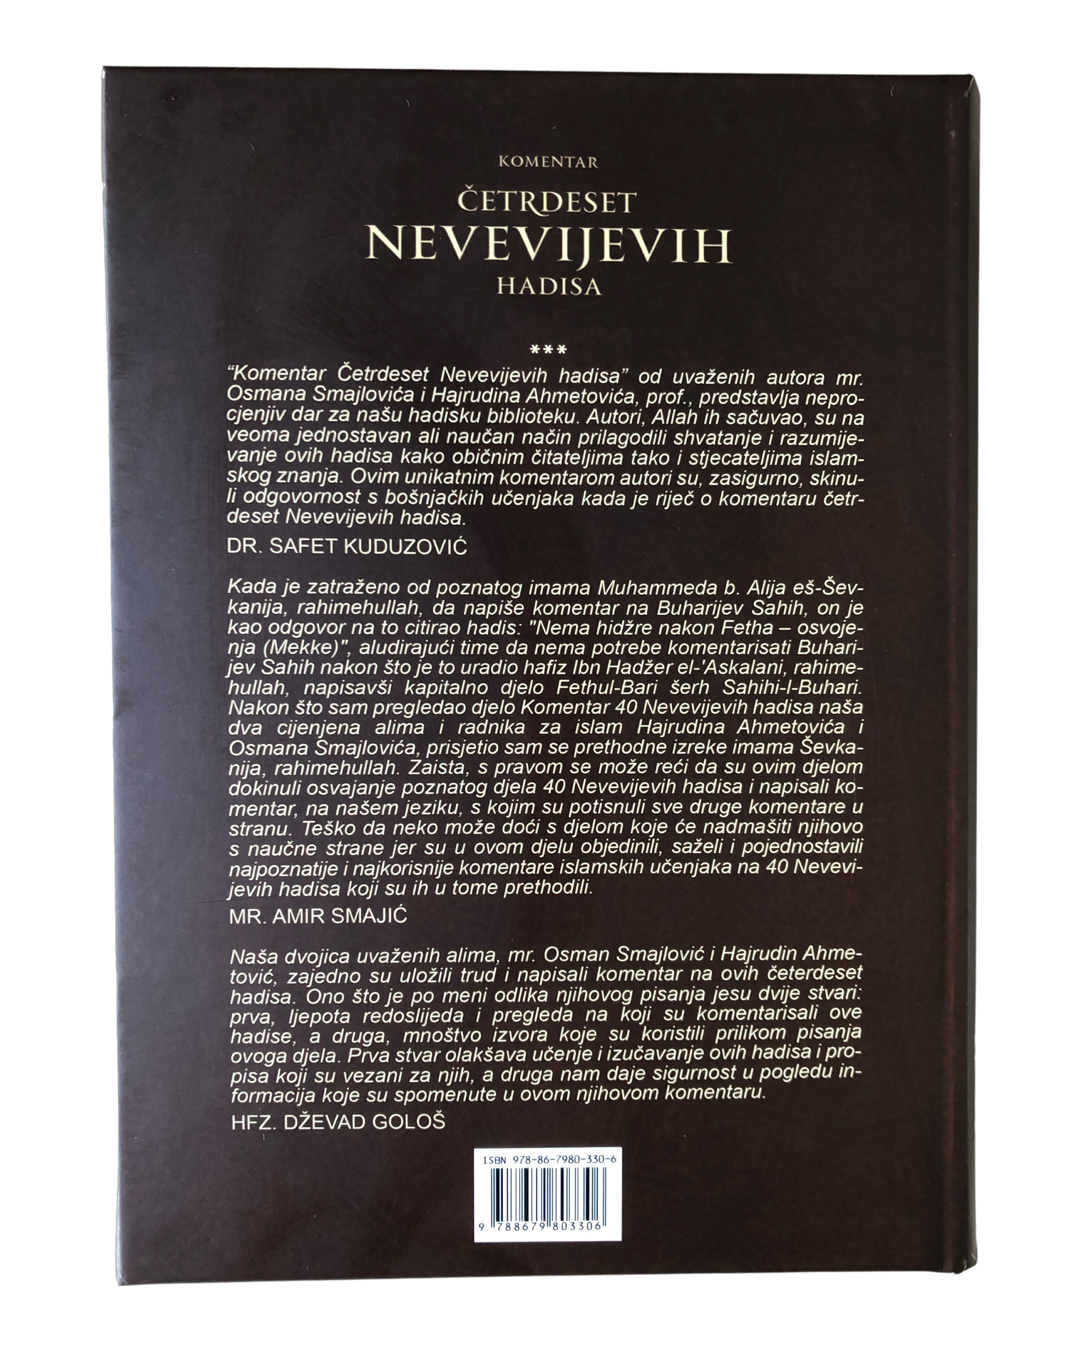 KOMENTAR
ČETRDESET
NEVEVIJEVIH
HADISA
***
“Komentar Četrdeset Nevevijevih hadisa” od uvaženih autora mr.
Osmana Smajlovića i Hajrudina Ahmetovića, prof., predstavlja nepro-
cjenjiv dar za našu hadisku biblioteku. Autori, Allah ih sačuvao, su na
veoma jednostavan ali naučan način prilagodili shvatanje i razumije-
vanje ovih hadisa kako običnim čitateljima tako i stjecateljima islam-
skog znanja. Ovim unikatnim komentarom autori su, zasigurno, skinu-
li odgovornost s bošnjačkih učenjaka kada je riječ o komentaru četr-
deset Nevevijevih hadisa.
DR. SAFET KUDUZOVIĆ
Kada je zatraženo od poznatog imama Muhammeda b. Alija eš-Šev-
kanija, rahimehullah, da napiše komentar na Buharijev Sahih, on je
kao odgovor na to citirao hadis: "Nema hidžre nakon Fetha – osvoje-
nja (Mekke)", aludirajući time da nema potrebe komentarisati Buhari-
jev Sahih nakon što je to uradio hafiz Ibn Hadžer el-'Askalani, rahime-
hullah, napisavši kapitalno djelo Fethul-Bari šerh Sahihi-l-Buhari.
Nakon što sam pregledao djelo Komentar 40 Nevevijevih hadisa naša
dva cijenjena alima i radnika za islam Hajrudina Ahmetovića i
Osmana Smajlovića, prisjetio sam se prethodne izreke imama Ševka-
nija, rahimehullah. Zaista, s pravom se može reći da su ovim djelom
dokinuli osvajanje poznatog djela 40 Nevevijevih hadisa i napisali ko-
mentar, na našem jeziku, s kojim su potisnuli sve druge komentare u
stranu. Teško da neko može doći s djelom koje će nadmašiti njihovo
s naučne strane jer su u ovom djelu objedinili, saželi i pojednostavili
najpoznatije i najkorisnije komentare islamskih učenjaka na 40 Nevevi-
jevih hadisa koji su ih u tome prethodili.
MR. AMIR SMAJIĆ
Naša dvojica uvaženih alima, mr. Osman Smajlović i Hajrudin Ahme-
tović, zajedno su uložili trud i napisali komentar na ovih četerdeset
hadisa. Ono što je po meni odlika njihovog pisanja jesu dvije stvari:
prva, ljepota redoslijeda i pregleda na koji su komentarisali ove
hadise, a druga, mnoštvo izvora koje su koristili prilikom pisanja
ovoga djela. Prva stvar olakšava učenje i izučavanje ovih hadisa i pro-
pisa koji su vezani za njih, a druga nam daje sigurnost u pogledu in-
formacija koje su spomenute u ovom njihovom komentaru.
HFZ. DŽEVAD GOLOŠ
ISBN 978-86-7980-330-6
9 788679 803306